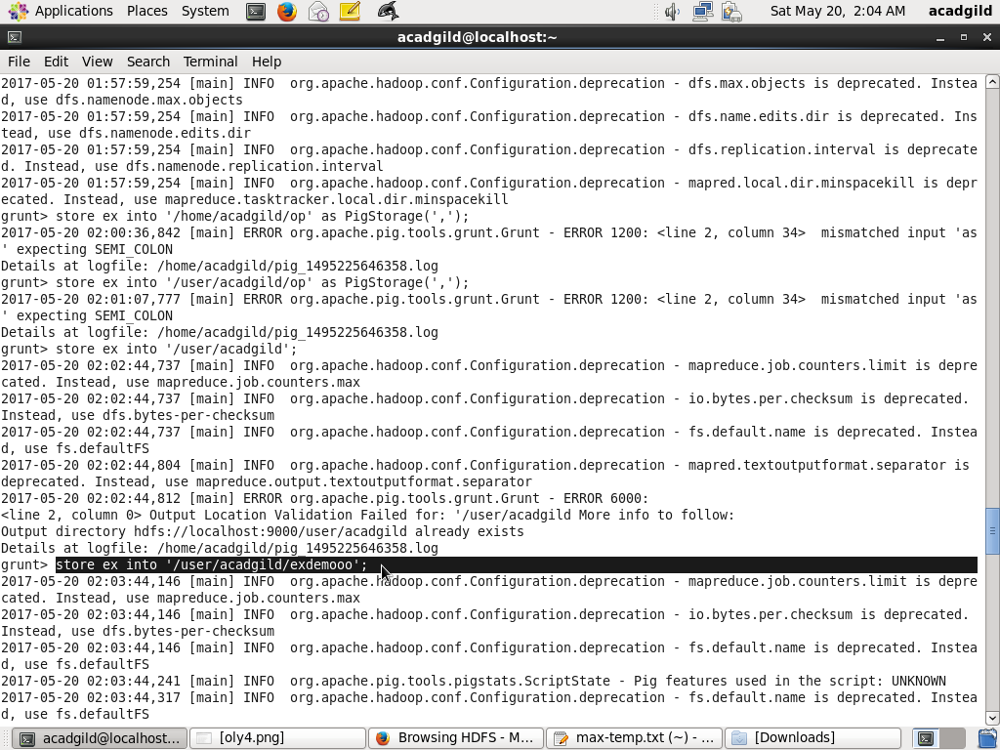 Applications Places System Sat May 20, 2:04 AM acadgild
acadgild@localhost:~
File Edit View Search Terminal Help
2017-05-20 01:57:59,254 [main] INFO  org.apache.hadoop.conf.Configuration.deprecation - dfs.max.objects is deprecated. Instea
d, use dfs.namenode.max.objects
2017-05-20 01:57:59,254 [main] INFO  org.apache.hadoop.conf.Configuration.deprecation - dfs.name.edits.dir is deprecated. Ins
tead, use dfs.namenode.edits.dir
2017-05-20 01:57:59,254 [main] INFO  org.apache.hadoop.conf.Configuration.deprecation - dfs.replication.interval is deprecate
d. Instead, use dfs.namenode.replication.interval
2017-05-20 01:57:59,254 [main] INFO  org.apache.hadoop.conf.Configuration.deprecation - mapred.local.dir.minspacekill is depr
ecated. Instead, use mapreduce.tasktracker.local.dir.minspacekill
grunt> store ex into '/home/acadgild/op' as PigStorage(',');
2017-05-20 02:00:36,842 [main] ERROR org.apache.pig.tools.grunt.Grunt - ERROR 1200: <line 2, column 34>  mismatched input 'as
' expecting SEMI_COLON
Details at logfile: /home/acadgild/pig_1495225646358.log
grunt> store ex into '/user/acadgild/op' as PigStorage(',');
2017-05-20 02:01:07,777 [main] ERROR org.apache.pig.tools.grunt.Grunt - ERROR 1200: <line 2, column 34>  mismatched input 'as
' expecting SEMI_COLON
Details at logfile: /home/acadgild/pig_1495225646358.log
grunt> store ex into '/user/acadgild';
2017-05-20 02:02:44,737 [main] INFO  org.apache.hadoop.conf.Configuration.deprecation - mapreduce.job.counters.limit is depre
cated. Instead, use mapreduce.job.counters.max
2017-05-20 02:02:44,737 [main] INFO  org.apache.hadoop.conf.Configuration.deprecation - io.bytes.per.checksum is deprecated.
Instead, use dfs.bytes-per-checksum
2017-05-20 02:02:44,737 [main] INFO  org.apache.hadoop.conf.Configuration.deprecation - fs.default.name is deprecated. Instea
d, use fs.defaultFS
2017-05-20 02:02:44,804 [main] INFO  org.apache.hadoop.conf.Configuration.deprecation - mapred.textoutputformat.separator is
deprecated. Instead, use mapreduce.output.textoutputformat.separator
2017-05-20 02:02:44,812 [main] ERROR org.apache.pig.tools.grunt.Grunt - ERROR 6000:
<line 2, column 0> Output Location Validation Failed for: '/user/acadgild More info to follow:
Output directory hdfs://localhost:9000/user/acadgild already exists
Details at logfile: /home/acadgild/pig_1495225646358.log
grunt> store ex into '/user/acadgild/exdemooo';
2017-05-20 02:03:44,146 [main] INFO  org.apache.hadoop.conf.Configuration.deprecation - mapreduce.job.counters.limit is depre
cated. Instead, use mapreduce.job.counters.max
2017-05-20 02:03:44,146 [main] INFO  org.apache.hadoop.conf.Configuration.deprecation - io.bytes.per.checksum is deprecated.
Instead, use dfs.bytes-per-checksum
2017-05-20 02:03:44,146 [main] INFO  org.apache.hadoop.conf.Configuration.deprecation - fs.default.name is deprecated. Instea
d, use fs.defaultFS
2017-05-20 02:03:44,241 [main] INFO  org.apache.pig.tools.pigstats.ScriptState - Pig features used in the script: UNKNOWN
2017-05-20 02:03:44,317 [main] INFO  org.apache.hadoop.conf.Configuration.deprecation - fs.default.name is deprecated. Instea
d, use fs.defaultFS
acadgild@localhost:... [oly4.png] Browsing HDFS - M... max-temp.txt (~) - ... [Downloads]